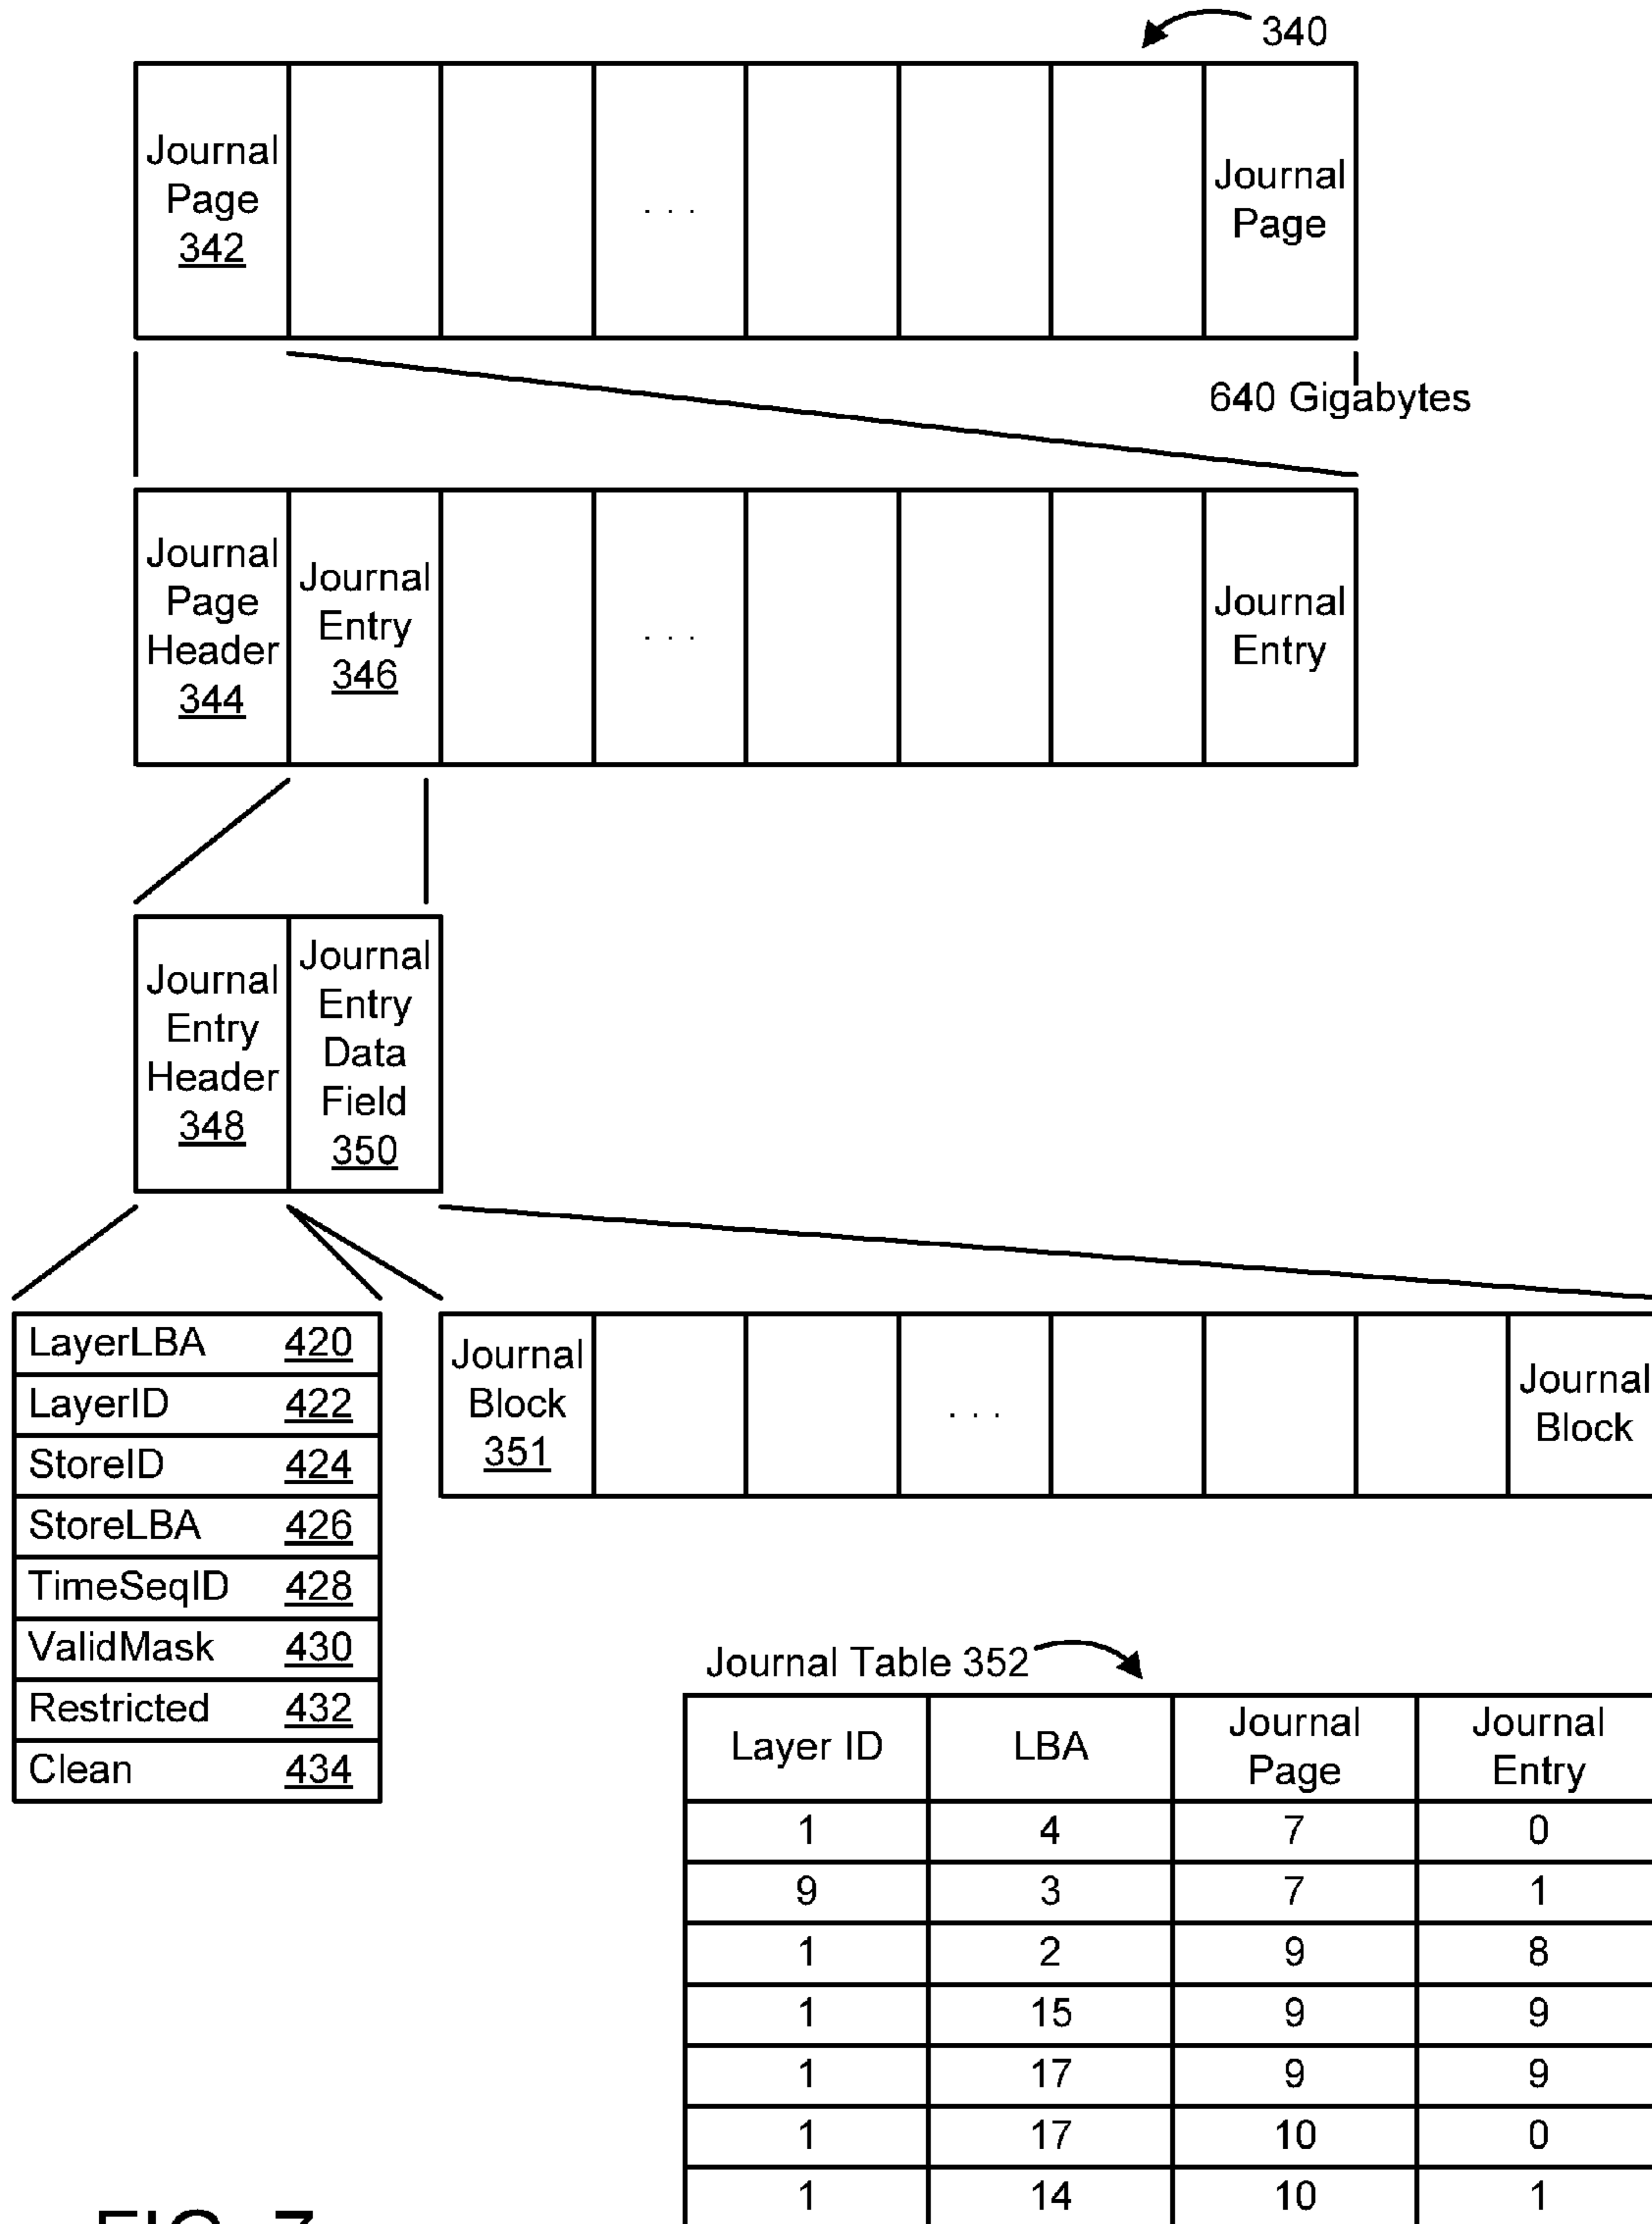 340
Journal
Page
342
. . .
Journal
Page
640 Gigabytes
Journal
Page
Header
344
Journal
Entry
346
. . .
Journal
Entry
Journal
Entry
Header
348
Journal
Entry
Data
Field
350
LayerLBA 420
LayerID 422
StoreID 424
StoreLBA 426
TimeSeqID 428
ValidMask 430
Restricted 432
Clean 434
Journal
Block
351
. . .
Journal
Block
Journal Table 352
Layer ID LBA Journal Page Journal Entry
1 4 7 0
9 3 7 1
1 2 9 8
1 15 9 9
1 17 9 9
1 17 10 0
1 14 10 1